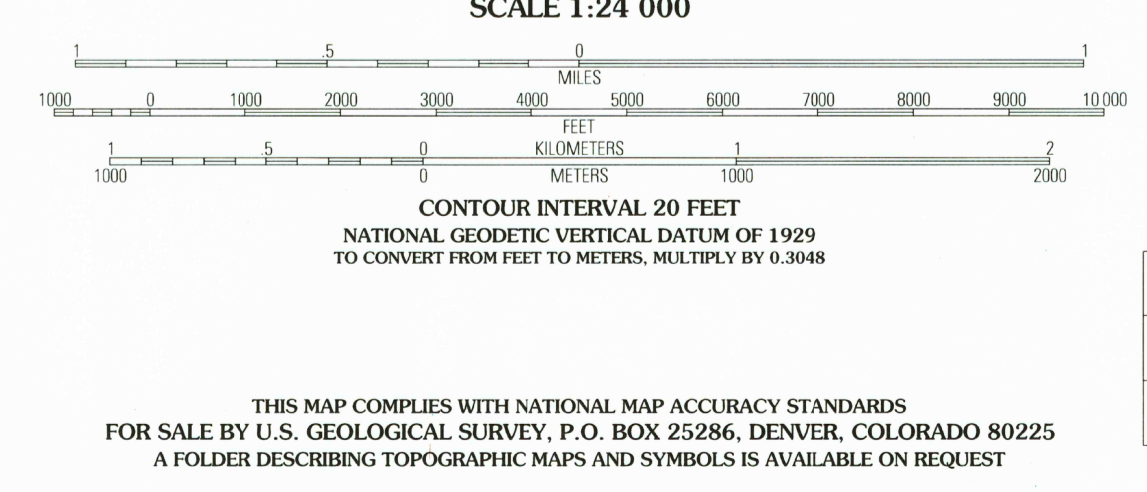 SCALE 1:24 000
1 .5 0 1
MILES
1000 0 1000 2000 3000 4000 5000 6000 7000 8000 9000 10 000
FEET
1 .5 0 KILOMETERS 1 2
1000 0 METERS 1000 2000
CONTOUR INTERVAL 20 FEET
NATIONAL GEODETIC VERTICAL DATUM OF 1929
TO CONVERT FROM FEET TO METERS, MULTIPLY BY 0.3048
THIS MAP COMPLIES WITH NATIONAL MAP ACCURACY STANDARDS
FOR SALE BY U.S. GEOLOGICAL SURVEY, P.O. BOX 25286, DENVER, COLORADO 80225
A FOLDER DESCRIBING TOPOGRAPHIC MAPS AND SYMBOLS IS AVAILABLE ON REQUEST